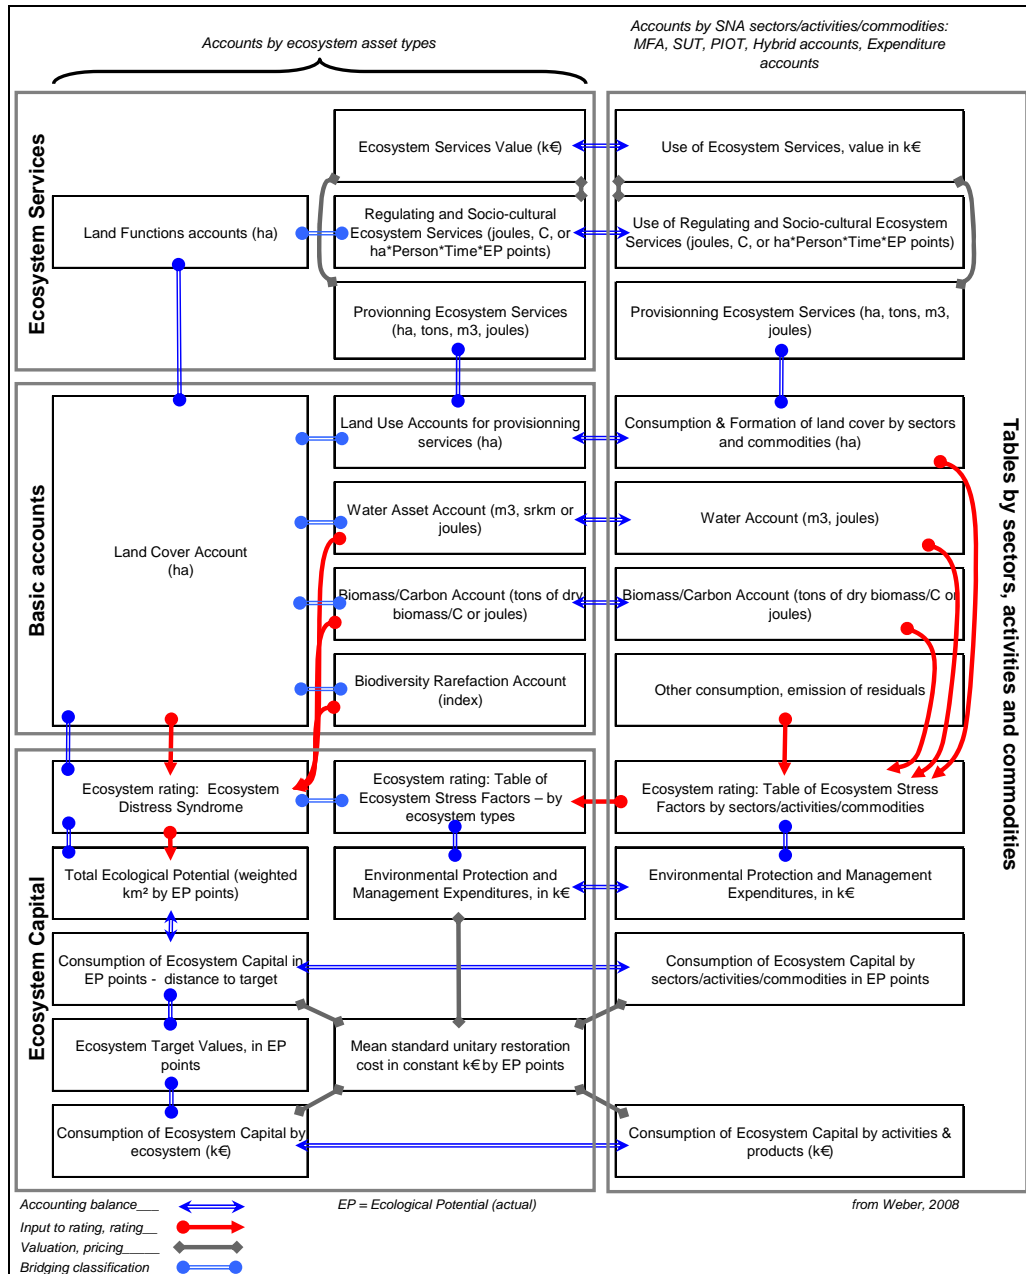 Accounts by ecosystem asset types
Accounts by SNA sectors/activities/commodities:
MFA, SUT, PIOT, Hybrid accounts, Expenditure
accounts
Ecosystem Services
Ecosystem Services Value (k€)
Use of Ecosystem Services, value in k€
Land Functions accounts (ha)
Regulating and Socio-cultural
Ecosystem Services (joules, C, or
ha*Person*Time*EP points)
Use of Regulating and Socio-cultural Ecosystem
Services (joules, C, or ha*Person*Time*EP points)
Provionning Ecosystem Services
(ha, tons, m3, joules)
Provisionning Ecosystem Services (ha, tons, m3,
joules)
Basic accounts
Land Cover Account
(ha)
Land Use Accounts for provisionning
services (ha)
Consumption & Formation of land cover by sectors
and commodities (ha)
Water Asset Account (m3, srkm or
joules)
Water Account (m3, joules)
Biomass/Carbon Account (tons of dry
biomass/C or joules)
Biomass/Carbon Account (tons of dry biomass/C or
joules)
Biodiversity Rarefaction Account
(index)
Other consumption, emission of residuals
Tables by sectors, activities and commodities
Ecosystem Capital
Ecosystem rating:  Ecosystem
Distress Syndrome
Ecosystem rating: Table of
Ecosystem Stress Factors – by
ecosystem types
Ecosystem rating: Table of Ecosystem Stress
Factors by sectors/activities/commodities
Total Ecological Potential (weighted
km² by EP points)
Environmental Protection and
Management Expenditures, in k€
Environmental Protection and Management
Expenditures, in k€
Consumption of Ecosystem Capital in
EP points -  distance to target
Consumption of Ecosystem Capital by
sectors/activities/commodities in EP points
Ecosystem Target Values, in EP
points
Mean standard unitary restoration
cost in constant k€ by EP points
Consumption of Ecosystem Capital by
ecosystem (k€)
Consumption of Ecosystem Capital by activities &
products (k€)
Accounting balance___
EP = Ecological Potential (actual)
from Weber, 2008
Input to rating, rating__
Valuation, pricing_____
Bridging classification